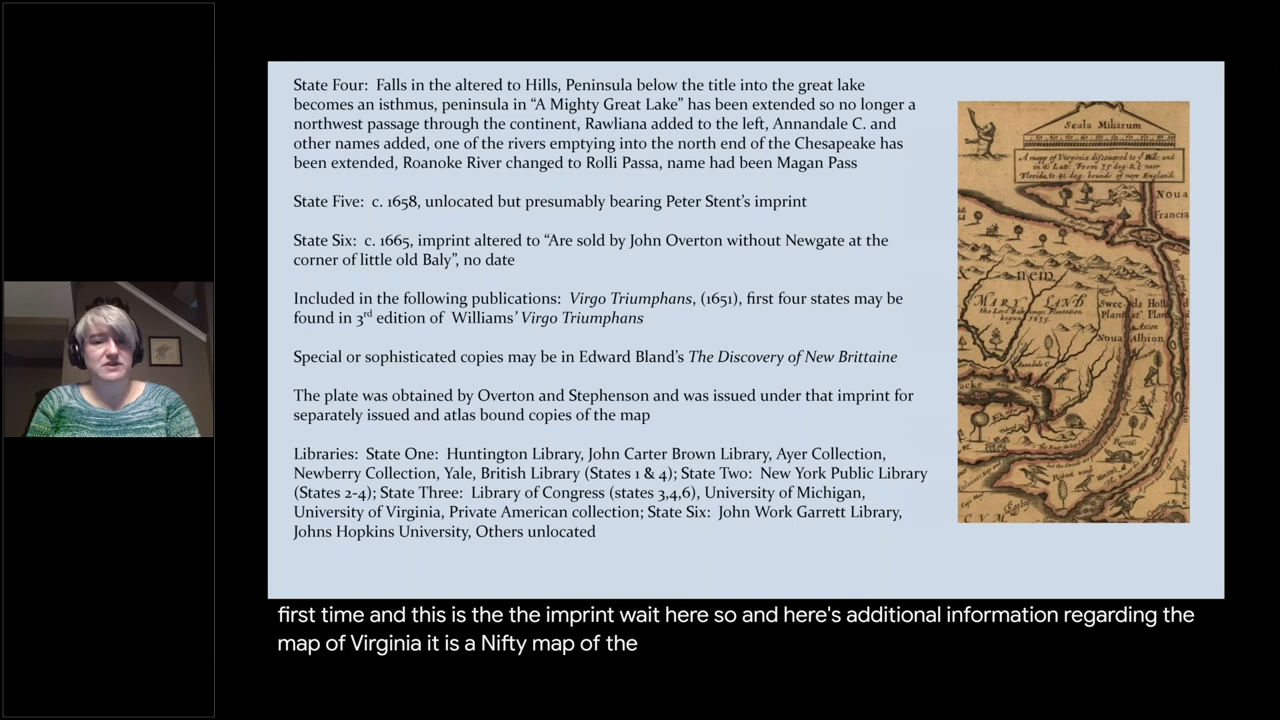 State Four: Falls in the altered to Hills, Peninsula below the title into the great lake
becomes an isthmus, peninsula in “A Mighty Great Lake” has been extended so no longer a
northwest passage through the continent, Rawliana added to the left, Annandale C. and
other names added, one of the rivers emptying into the north end of the Chesapeake has
been extended, Roanoke River changed to Rolli Passa, name had been Magan Pass
State Five: c. 1658, unlocated but presumably bearing Peter Stent’s imprint
State Six: c. 1665, imprint altered to “Are sold by John Overton without Newgate at the
corner of little old Baly”, no date
Included in the following publications: Virgo Triumphans, (1651), first four states may be
found in 3rd edition of Williams’ Virgo Triumphans
Special or sophisticated copies may be in Edward Bland’s The Discovery of New Brittaine
The plate was obtained by Overton and Stephenson and was issued under that imprint for
separately issued and atlas bound copies of the map
Libraries: State One: Huntington Library, John Carter Brown Library, Ayer Collection,
Newberry Collection, Yale, British Library (States 1 & 4); State Two: New York Public Library
(States 2-4); State Three: Library of Congress (states 3,4,6), University of Michigan,
University of Virginia, Private American collection; State Six: John Work Garrett Library,
Johns Hopkins University, Others unlocated
Scala Miliarum
A mapp of Virginia discovered to ye Hills, and
in it's Latt: From 35 deg: & 1/2 neer
Florida, to 41 deg: bounds of new England.
Noua
Francia
nem
MARY LAND
the Lord Baltemores Plantation
Swee ds Holl
Plant at Plan
Noua Albion
Raritans
first time and this is the the imprint wait here so and here's additional information regarding the
map of Virginia it is a Nifty map of the